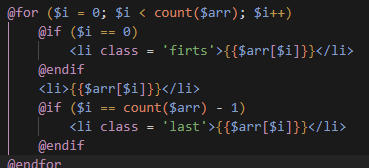 @for ($i = 0; $i < count($arr); $i++)
@if ($i == 0)
<li class = 'firts'>{{$arr[$i]}}</li>
@endif
<li>{{$arr[$i]}}</li>
@if ($i == count($arr) - 1)
<li class = 'last'>{{$arr[$i]}}</li>
@endif
@endfor